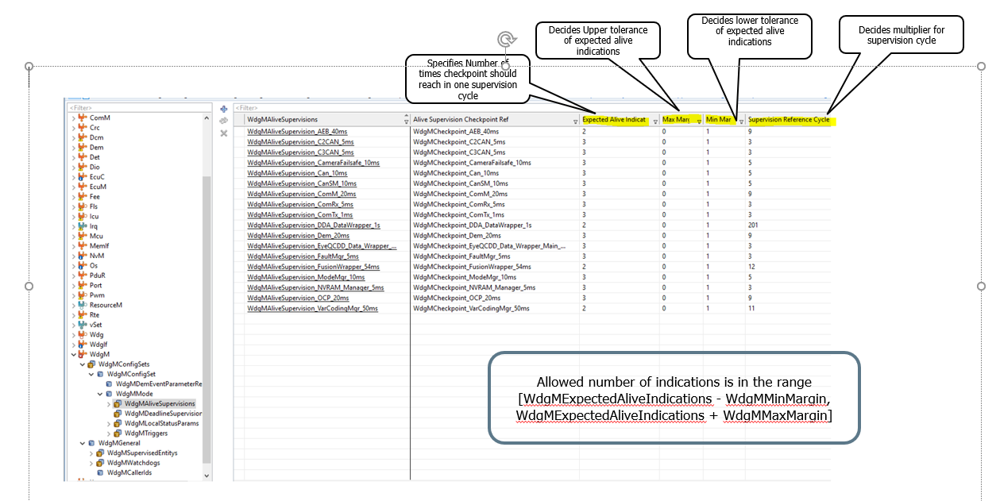 Decides Upper tolerance
of expected alive
indications
Decides lower tolerance
of expected alive
indications
Decides multiplier for
supervision cycle
Specifies Number of
times checkpoint should
reach in one supervision
cycle
<Filter>
ComM
Crc
Dcm
Dem
Det
Dio
EcuC
EcuM
Fee
Fls
Icu
Irq
Mcu
MemIf
NvM
Os
PduR
Port
Pwm
ResourceM
Rte
vSet
Wdg
WdgIf
WdgM
WdgMConfigSets
WdgMConfigSet
WdgMDemEventParameterRe
WdgMMode
WdgMAliveSupervisions
WdgMDeadlineSupervision
WdgMLocalStatusParams
WdgMTriggers
WdgMGeneral
WdgMSupervisedEntitys
WdgMWatchdogs
WdgMCallerIds
<Filter>
WdgMAliveSupervisions Alive Supervision Checkpoint Ref Expected Alive Indicat Max Marg Min Mar Supervision Reference Cycle
WdgMAliveSupervision_AEB_40ms WdgMCheckpoint_AEB_40ms 2 0 1 9
WdgMAliveSupervision_C2CAN_5ms WdgMCheckpoint_C2CAN_5ms 3 0 1 3
WdgMAliveSupervision_C3CAN_5ms WdgMCheckpoint_C3CAN_5ms 3 0 1 3
WdgMAliveSupervision_CameraFailsafe_10ms WdgMCheckpoint_CameraFailsafe_10ms 3 0 1 5
WdgMAliveSupervision_Can_10ms WdgMCheckpoint_Can_10ms 3 0 1 5
WdgMAliveSupervision_CanSM_10ms WdgMCheckpoint_CanSM_10ms 3 0 1 5
WdgMAliveSupervision_ComM_20ms WdgMCheckpoint_ComM_20ms 3 0 1 9
WdgMAliveSupervision_ComRx_5ms WdgMCheckpoint_ComRx_5ms 3 0 1 3
WdgMAliveSupervision_ComTx_1ms WdgMCheckpoint_ComTx_1ms 3 0 1 3
WdgMAliveSupervision_DDA_DataWrapper_1s WdgMCheckpoint_DDA_DataWrapper_1s 2 0 1 201
WdgMAliveSupervision_Dem_20ms WdgMCheckpoint_Dem_20ms 3 0 1 9
WdgMAliveSupervision_EyeQCDD_Data_Wrapper_... WdgMCheckpoint_EyeQCDD_Data_Wrapper_Main_... 3 0 1 3
WdgMAliveSupervision_FaultMgr_5ms WdgMCheckpoint_FaultMgr_5ms 3 0 1 3
WdgMAliveSupervision_FusionWrapper_54ms WdgMCheckpoint_FusionWrapper_54ms 2 0 1 12
WdgMAliveSupervision_ModeMgr_10ms WdgMCheckpoint_ModeMgr_10ms 3 0 1 5
WdgMAliveSupervision_NVRAM_Manager_5ms WdgMCheckpoint_NVRAM_Manager_5ms 3 0 1 3
WdgMAliveSupervision_OCP_20ms WdgMCheckpoint_OCP_20ms 3 0 1 9
WdgMAliveSupervision_VarCodingMgr_50ms WdgMCheckpoint_VarCodingMgr_50ms 2 0 1 11
Allowed number of indications is in the range
[WdgMExpectedAliveIndications - WdgMMinMargin,
WdgMExpectedAliveIndications + WdgMMaxMargin]